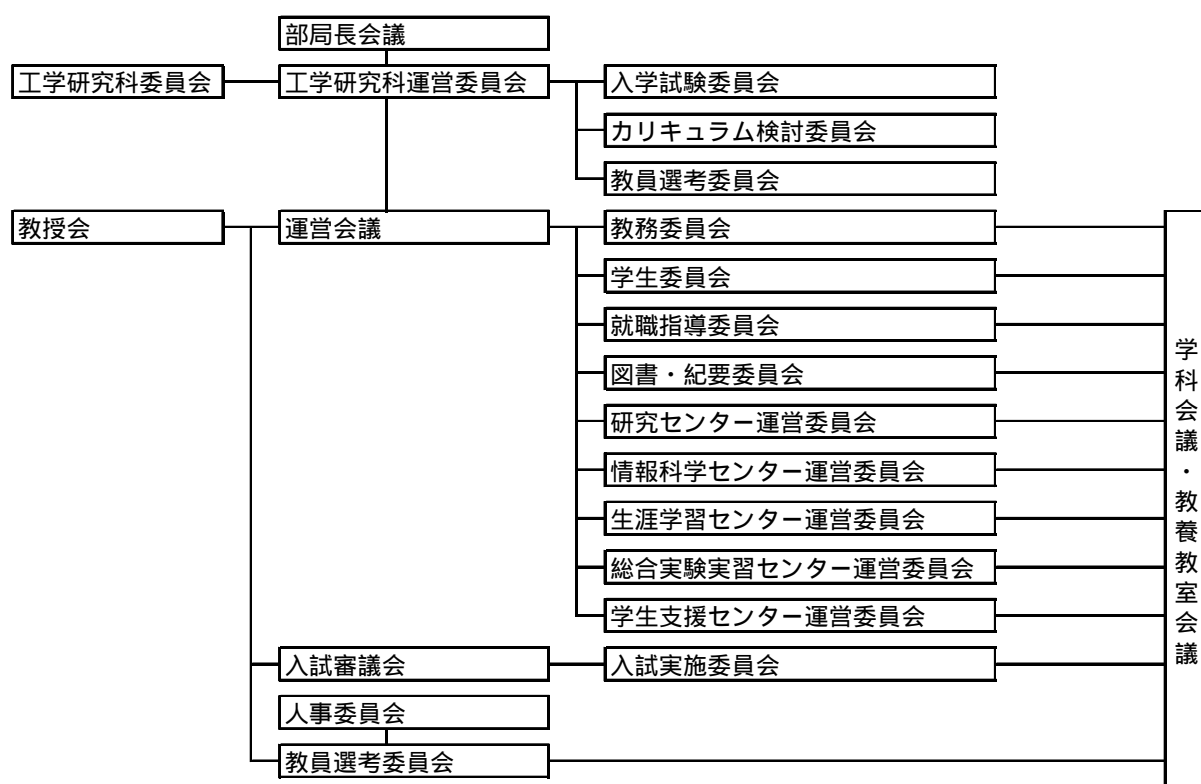 部局長会議
工学研究科委員会
工学研究科運営委員会
入学試験委員会
カリキュラム検討委員会
教員選考委員会
教授会
運営会議
教務委員会
学生委員会
就職指導委員会
図書・紀要委員会
研究センター運営委員会
情報科学センター運営委員会
生涯学習センター運営委員会
総合実験実習センター運営委員会
学生支援センター運営委員会
入試審議会
入試実施委員会
人事委員会
教員選考委員会
学科会議・教養教室会議